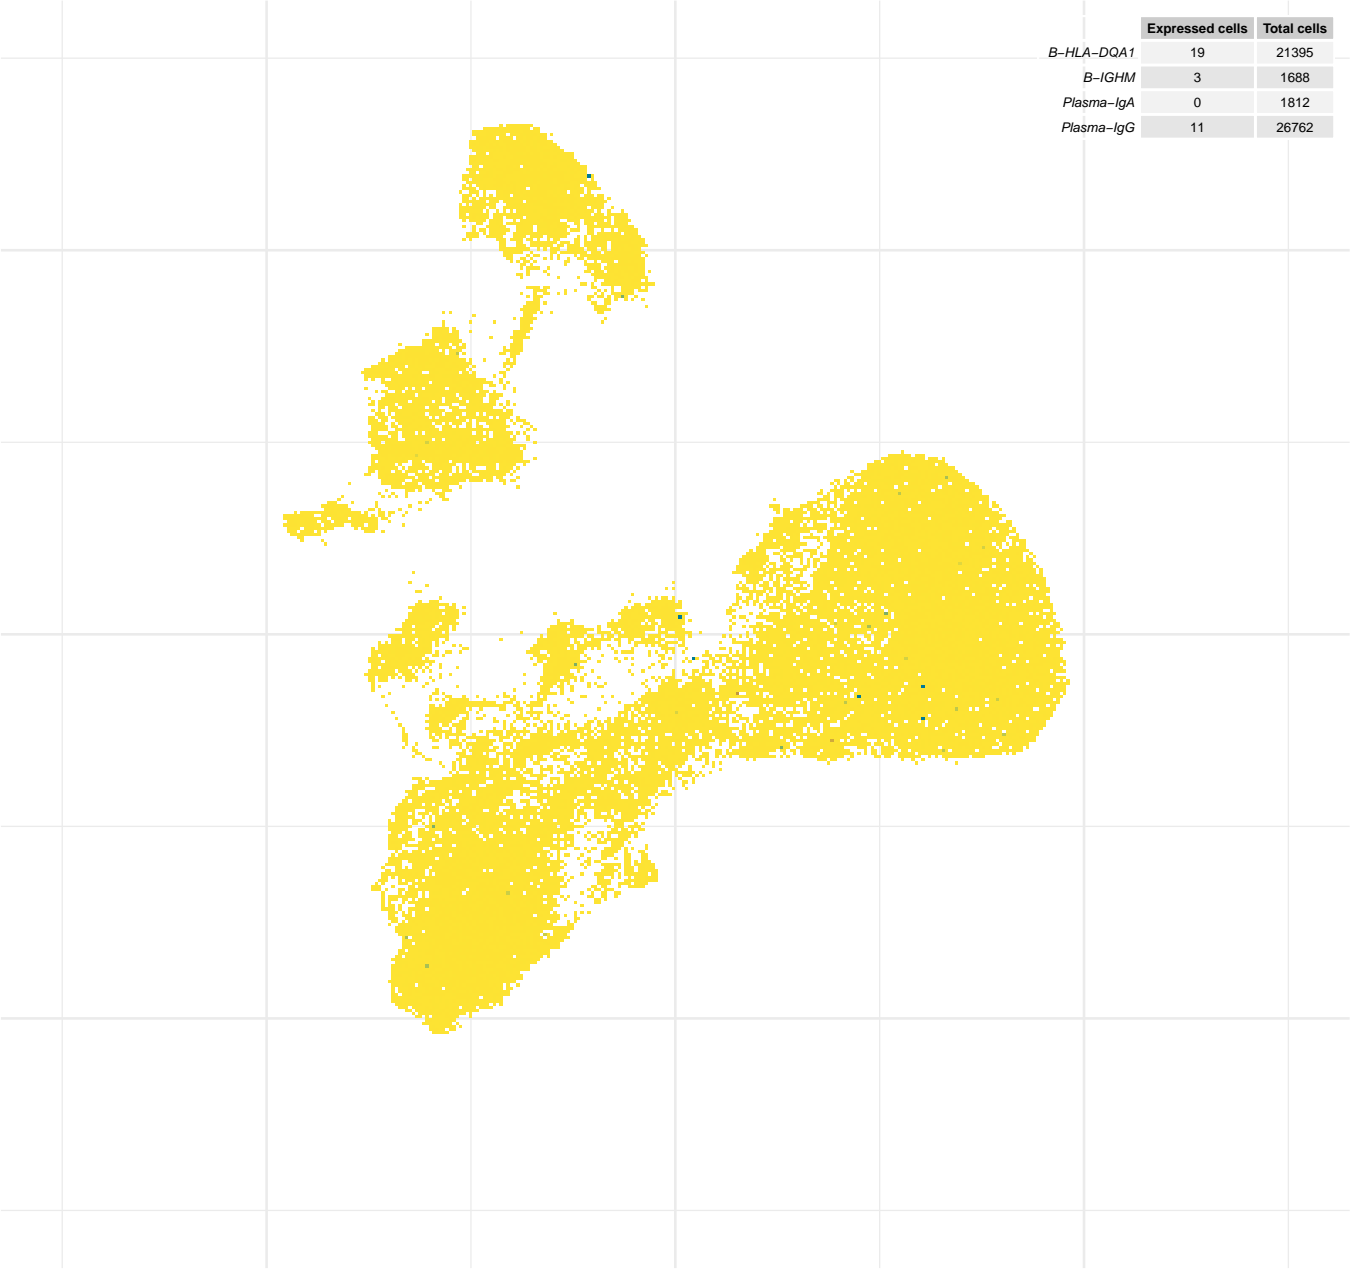 Expressed cells Total cells
B−HLA−DQA1 19 21395
B−IGHM 3 1688
Plasma−IgA 0 1812
Plasma−IgG 11 26762